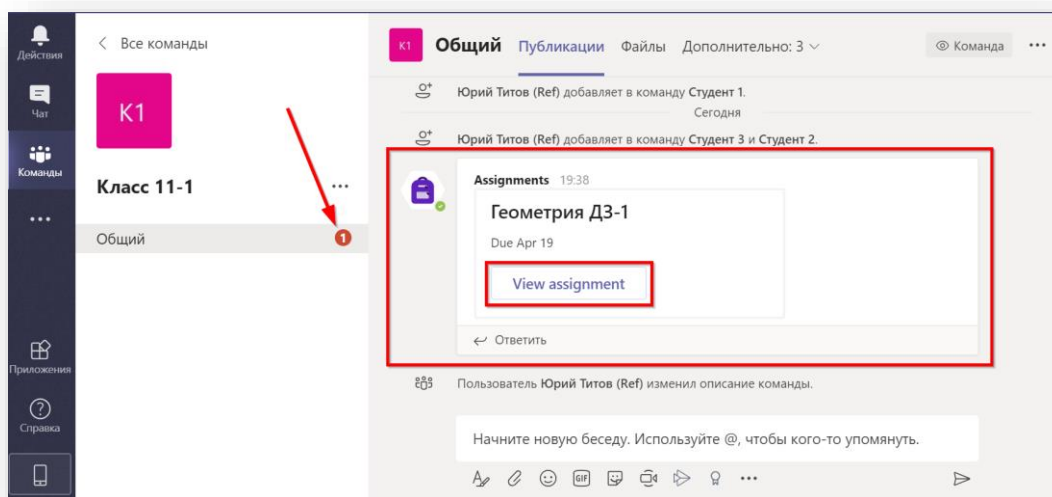 Действия
Чат
Команды
Приложения
Справка
Все команды
K1
Класс 11-1
Общий
1
K1 Общий Публикации Файлы Дополнительно: 3 Команда
Юрий Титов (Ref) добавляет в команду Студент 1.
Сегодня
Юрий Титов (Ref) добавляет в команду Студент 3 и Студент 2.
Assignments 19:38
Геометрия ДЗ-1
Due Apr 19
View assignment
Ответить
Пользователь Юрий Титов (Ref) изменил описание команды.
Начните новую беседу. Используйте @, чтобы кого-то упомянуть.
GIF